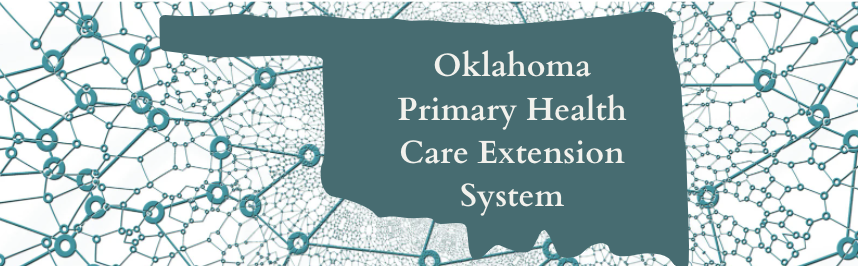 Oklahoma
Primary Health
Care Extension
System